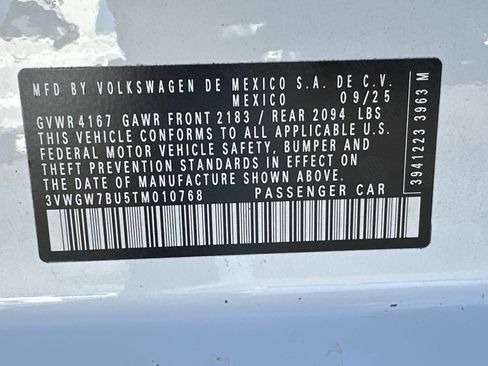 MFD BY VOLKSWAGEN DE MEXICO S.A. DE C.V.
MEXICO 09/25
GVWR 4167 GAWR FRONT 2183 / REAR 2094 LBS
THIS VEHICLE CONFORMS TO ALL APPLICABLE U.S.
FEDERAL MOTOR VEHICLE SAFETY, BUMPER AND
THEFT PREVENTION STANDARDS IN EFFECT ON
THE DATE OF MANUFACTURE SHOWN ABOVE.
3VWGW7BU5TM010768 PASSENGER CAR
3941223 3963 M